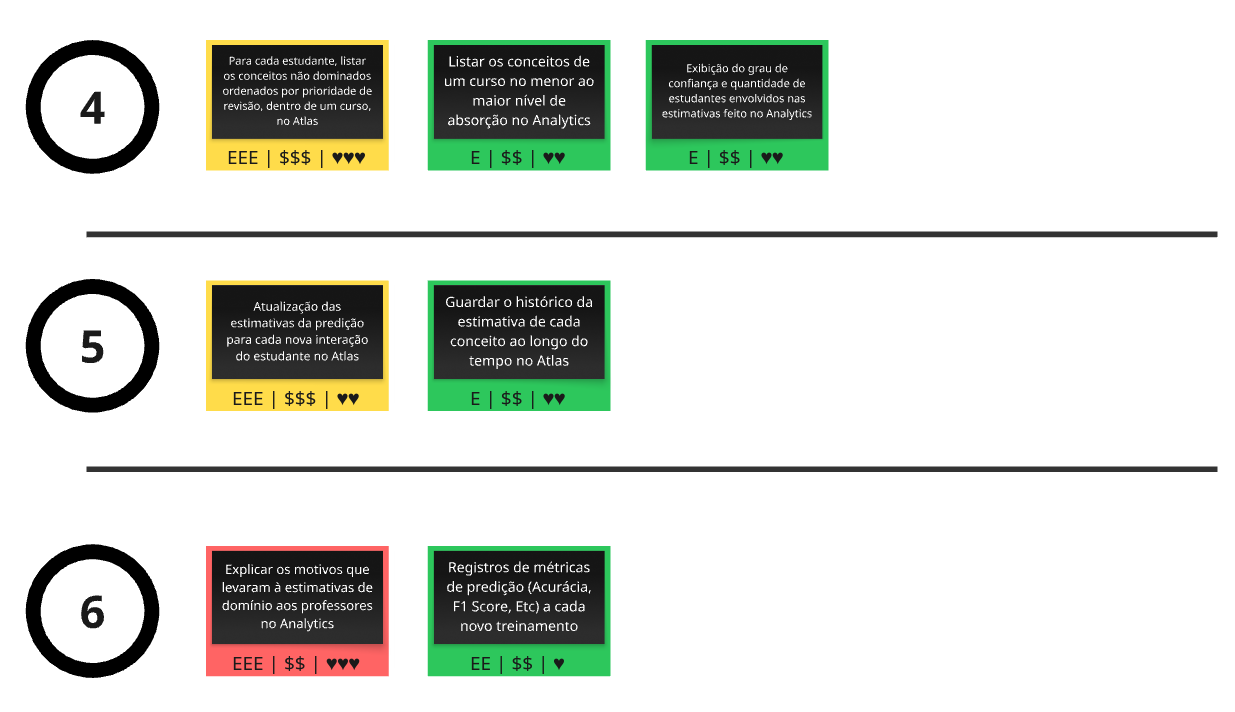 4
Para cada estudante, listar
os conceitos não dominados
ordenados por prioridade de
revisão, dentro de um curso,
no Atlas
EEE | $$$ | ♥♥♥
Listar os conceitos de
um curso no menor ao
maior nível de
absorção no Analytics
E | $$ | ♥♥
Exibição do grau de
confiança e quantidade de
estudantes envolvidos nas
estimativas feito no Analytics
E | $$ | ♥♥
5
Atualização das
estimativas da predição
para cada nova interação
do estudante no Atlas
EEE | $$$ | ♥♥
Guardar o histórico da
estimativa de cada
conceito ao longo do
tempo no Atlas
E | $$ | ♥♥
6
Explicar os motivos que
levaram à estimativas de
domínio aos professores
no Analytics
EEE | $$ | ♥♥♥
Registros de métricas
de predição (Acurácia,
F1 Score, Etc) a cada
novo treinamento
EE | $$ | ♥